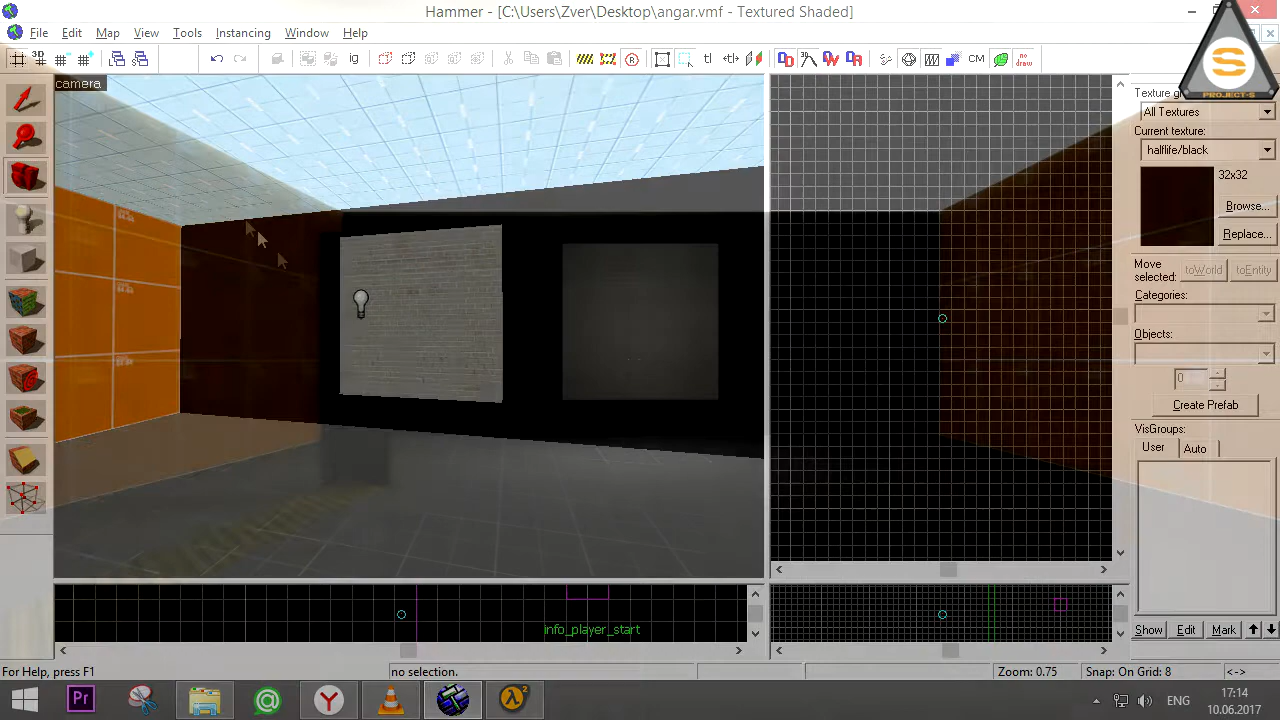 Hammer - [C:\Users\Zver\Desktop\angar.vmf - Textured Shaded]
File Edit Map View Tools Instancing Window Help
camera
S
PROJECT-S
All Textures
Current texture:
halflife/black
32x32
Browse...
Replace...
Move selected:
toWorld
toEntity
Categories:
Objects:
0
Create Prefab
VisGroups:
User
Auto
Show
Edit
Mark
info_player_start
For Help, press F1
no selection.
Zoom: 0.75
Snap: On Grid: 8
<->
Pr
ENG
17:14
10.06.2017